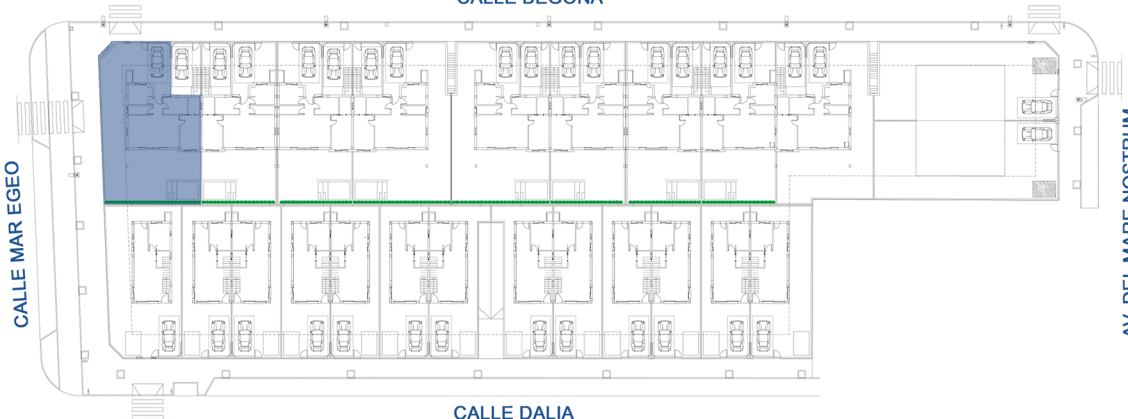 CALLE BEGOÑA
CALLE MAR EGEO
AV. DEL MARE NOSTRUM
CALLE DALIA